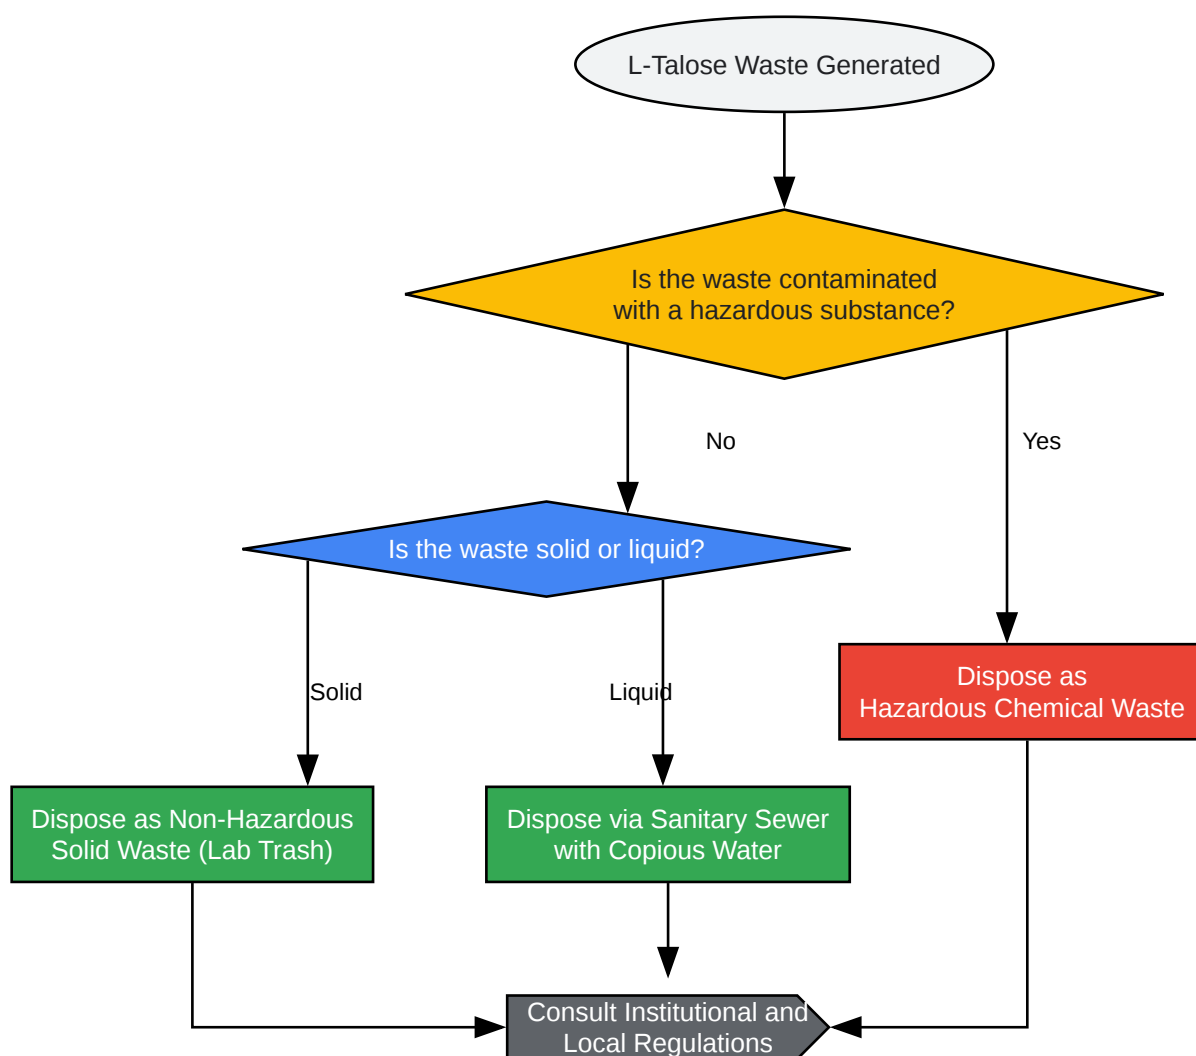 L-Talose Waste Generated
Is the waste contaminated
with a hazardous substance?
No
Yes
Is the waste solid or liquid?
Solid
Liquid
Dispose as
Hazardous Chemical Waste
Dispose as Non-Hazardous
Solid Waste (Lab Trash)
Dispose via Sanitary Sewer
with Copious Water
Consult Institutional and
Local Regulations